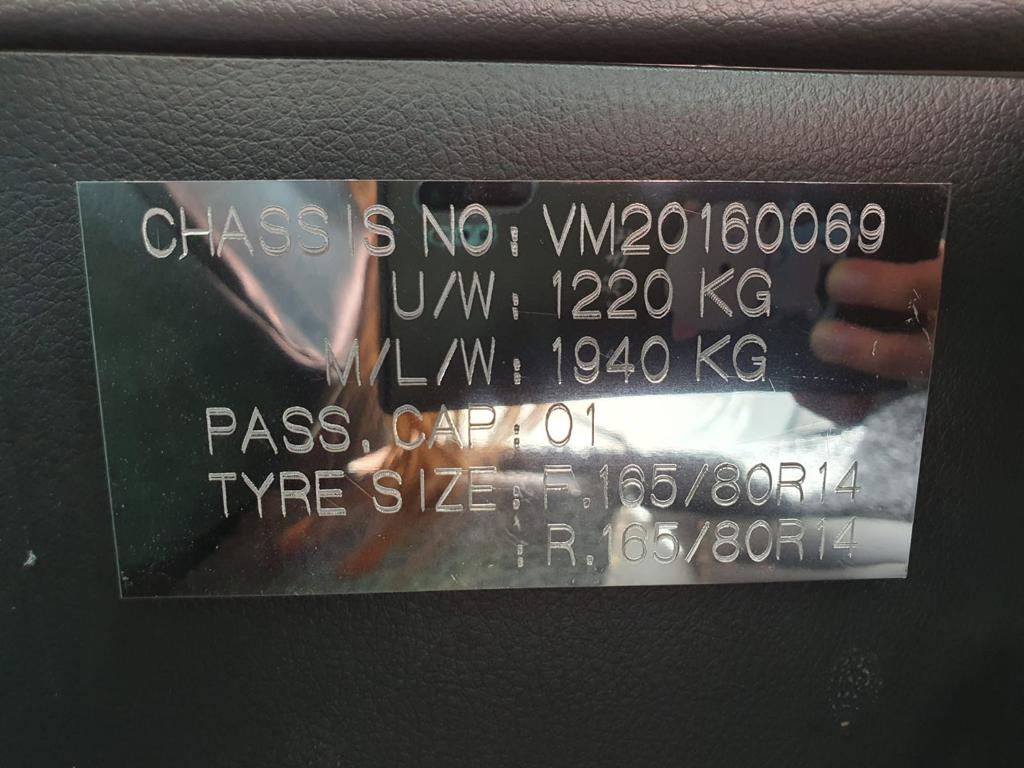 CHASSIS NO: VM20160069
U/W: 1220 KG
M/L/W: 1940 KG
PASS. CAP: 01
TYRE SIZE: F.165/80R14
: R.165/80R14